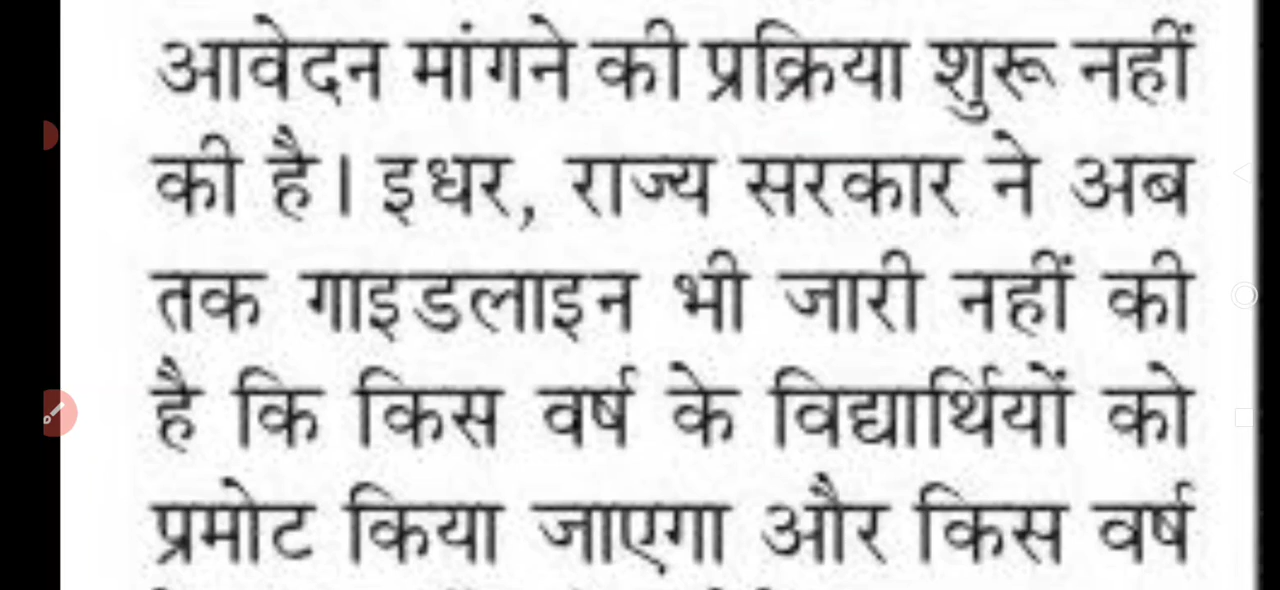 आवेदन मांगने की प्रक्रिया शुरू नहीं
की है। इधर, राज्य सरकार ने अब
तक गाइडलाइन भी जारी नहीं की
है कि किस वर्ष के विद्यार्थियों को
प्रमोट किया जाएगा और किस वर्ष